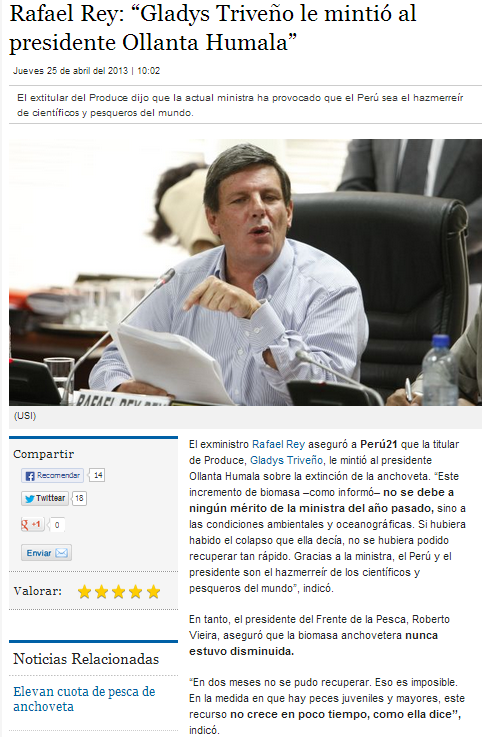 Rafael Rey: “Gladys Triveño le mintió al
presidente Ollanta Humala”
Jueves 25 de abril del 2013 | 10:02
El extitular del Produce dijo que la actual ministra ha provocado que el Perú sea el hazmerreír
de científicos y pesqueros del mundo.
RAFAEL REY REY
(USI)
Compartir
Recomendar 14
Twittear 18
+1 0
Enviar
Valorar:
Noticias Relacionadas
Elevan cuota de pesca de
anchoveta
El exministro Rafael Rey aseguró a Perú21 que la titular
de Produce, Gladys Triveño, le mintió al presidente
Ollanta Humala sobre la extinción de la anchoveta. “Este
incremento de biomasa –como informó– no se debe a
ningún mérito de la ministra del año pasado, sino a
las condiciones ambientales y oceanográficas. Si hubiera
habido el colapso que ella decía, no se hubiera podido
recuperar tan rápido. Gracias a la ministra, el Perú y el
presidente son el hazmerreír de los científicos y
pesqueros del mundo”, indicó.
En tanto, el presidente del Frente de la Pesca, Roberto
Vieira, aseguró que la biomasa anchovetera nunca
estuvo disminuida.
“En dos meses no se pudo recuperar. Eso es imposible.
En la medida en que hay peces juveniles y mayores, este
recurso no crece en poco tiempo, como ella dice”,
indicó.